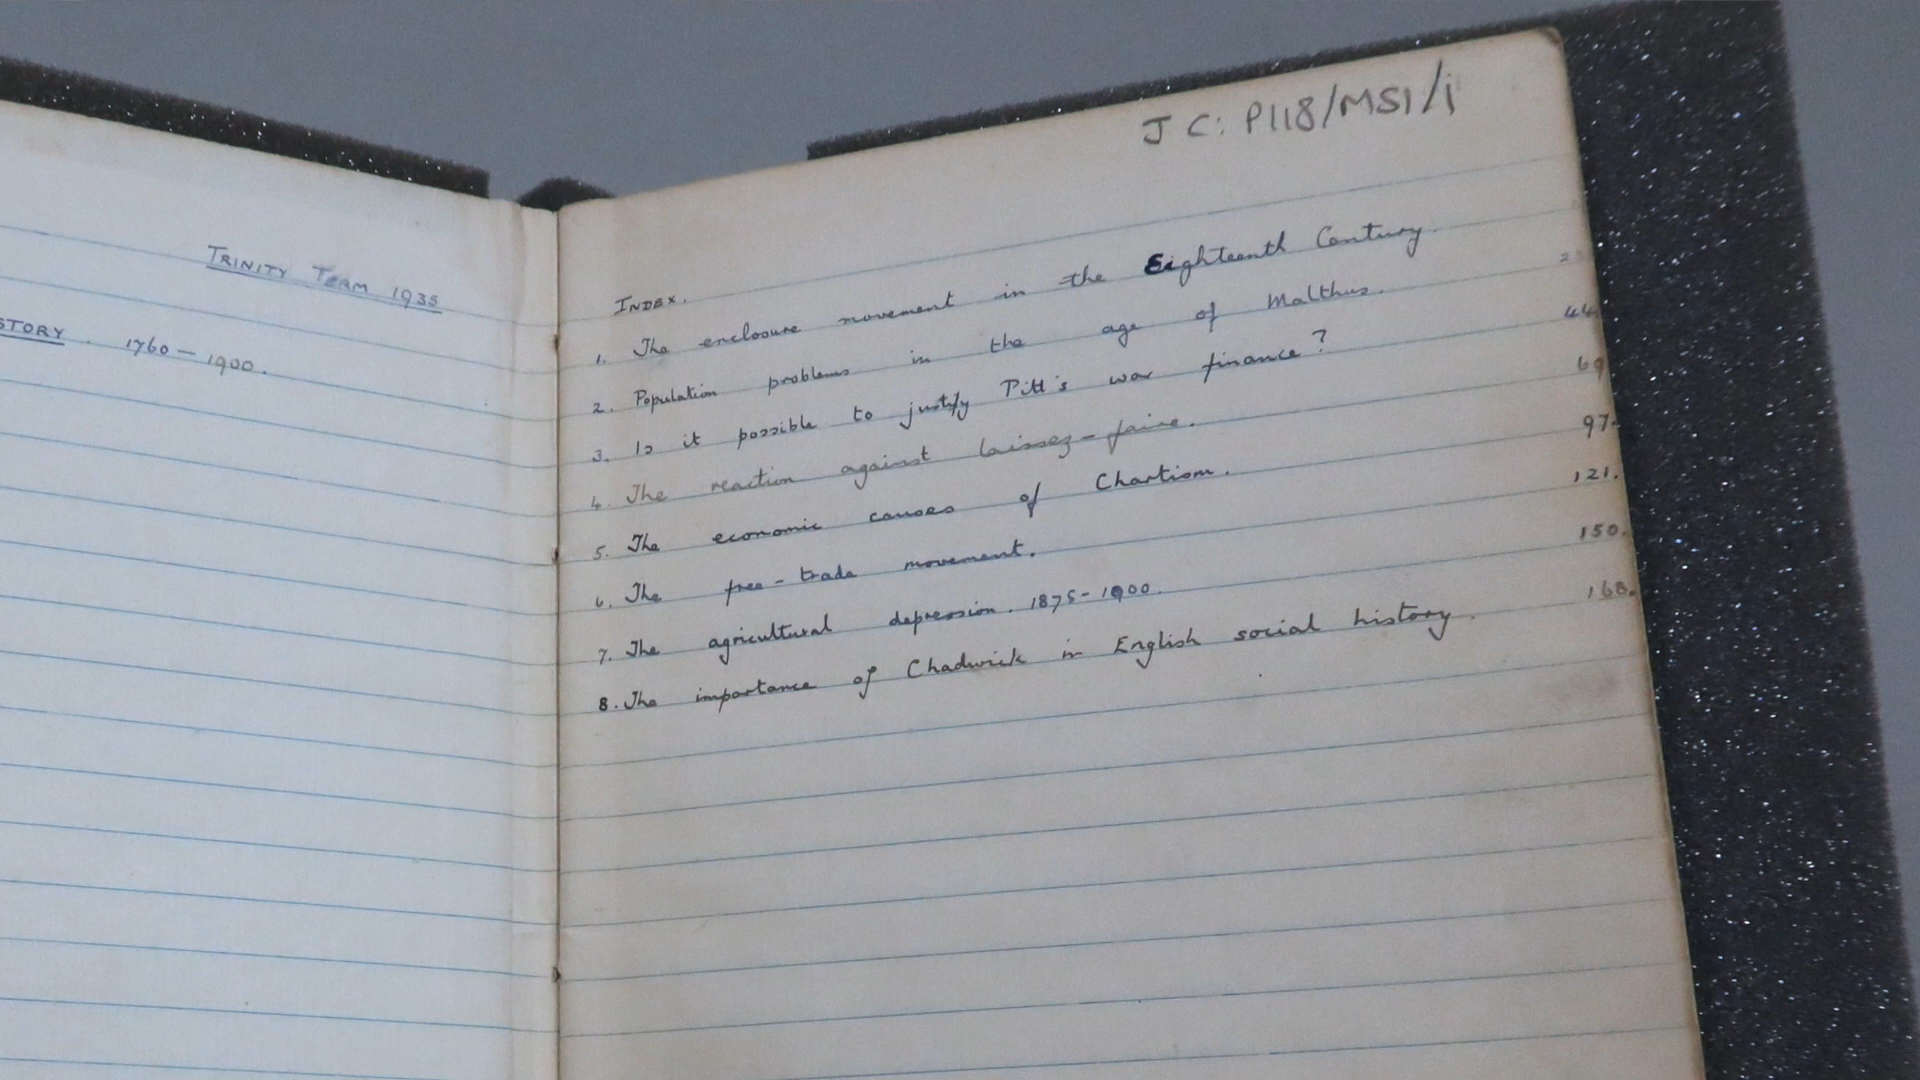 TRINITY TERM 1935
STORY. 1760 — 1900.
J C: P118/MS1/i
INDEX.
1. The enclosure movement in the Eighteenth Century.
2. Population problems in the age of Malthus.
3. Is it possible to justify Pitt's war finance? 44
4. The reaction against laissez-faire. 69
5. The economic causes of Chartism. 97.
6. The free-trade movement. 121.
7. The agricultural depression. 1875-1900. 150.
8. The importance of Chadwick in English social history. 168.